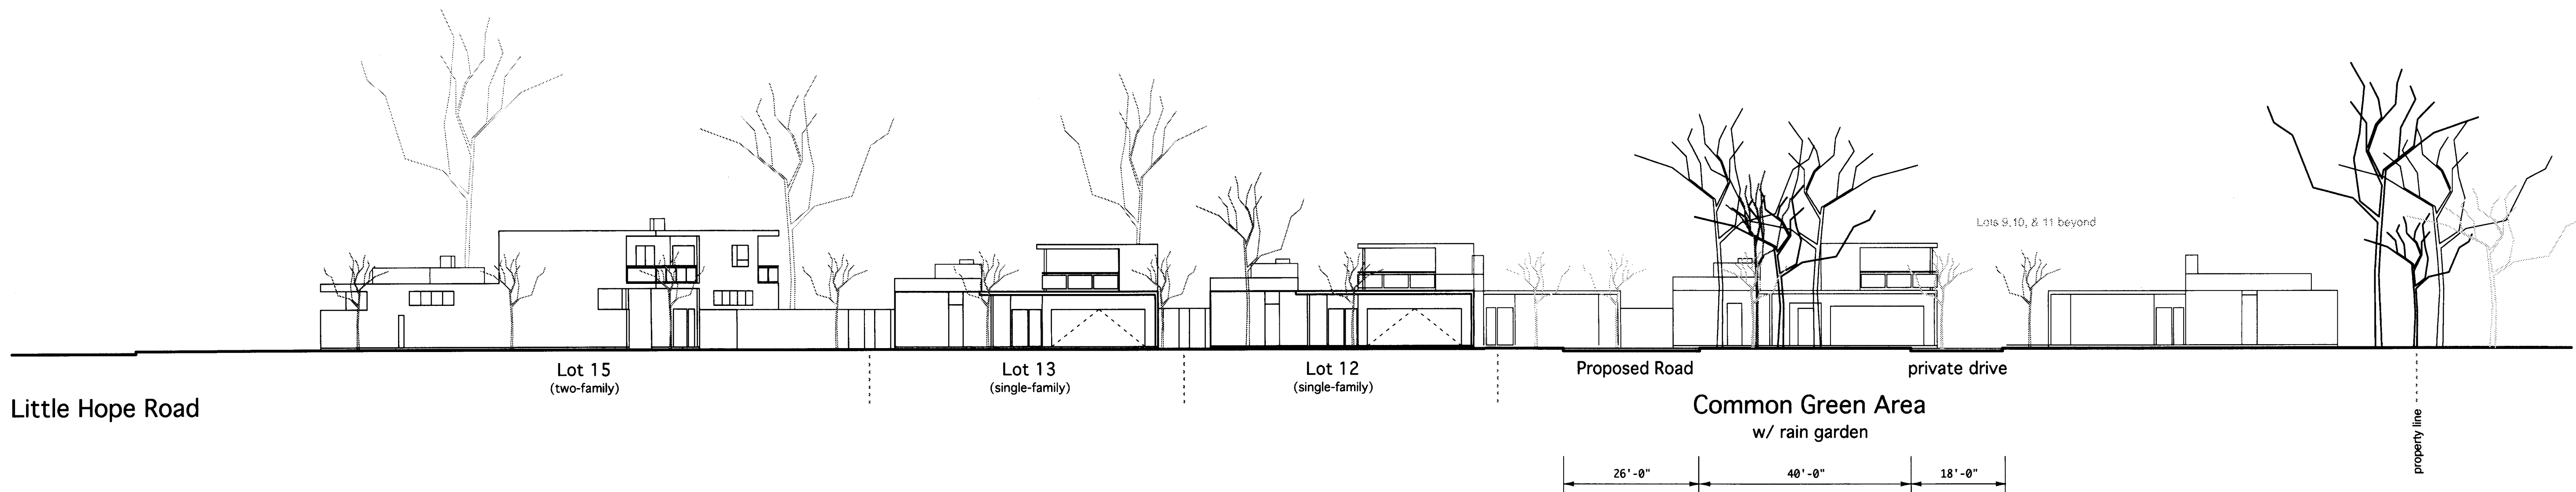 Lots 9,10, & 11 beyond
Lot 15
(two-family)
Lot 13
(single-family)
Lot 12
(single-family)
Proposed Road
private drive
Little Hope Road
Common Green Area
w/ rain garden
property line
26'-0"
40'-0"
18'-0"